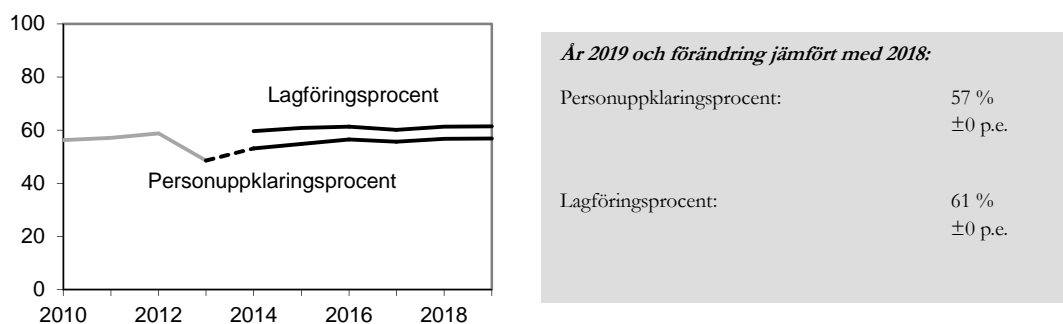 100
80
60
40
20
0
Lagföringsprocent
Personuppklaringsprocent
2010 2012 2014 2016 2018
År 2019 och förändring jämfört med 2018:
Personuppklaringsprocent: 57 %
±0 p.e.
Lagföringsprocent: 61 %
±0 p.e.